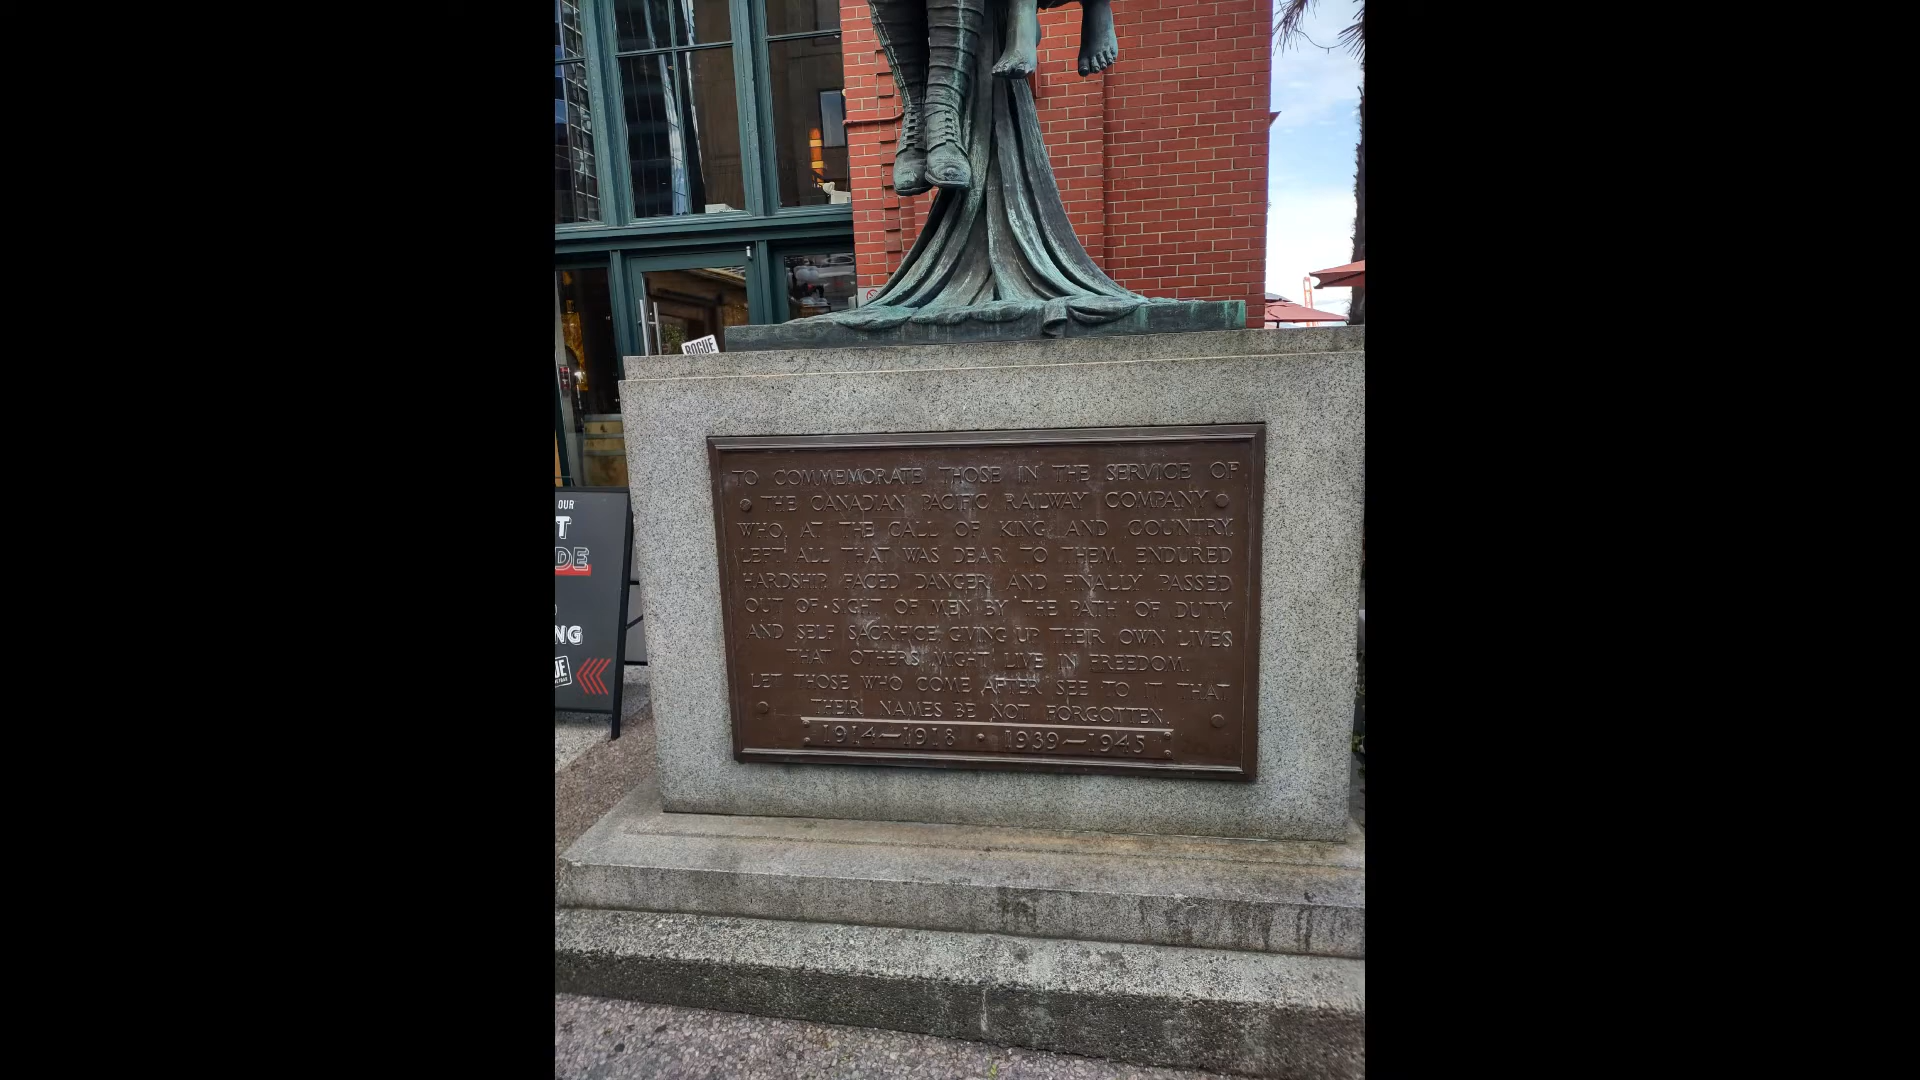 ROGUE
TO COMMEMORATE THOSE IN THE SERVICE OF
THE CANADIAN PACIFIC RAILWAY COMPANY
WHO, AT THE CALL OF KING AND COUNTRY,
LEFT ALL THAT WAS DEAR TO THEM, ENDURED
HARDSHIP, FACED DANGER AND FINALLY PASSED
OUT OF SIGHT OF MEN BY THE PATH OF DUTY
AND SELF SACRIFICE, GIVING UP THEIR OWN LIVES
THAT OTHERS MIGHT LIVE IN FREEDOM.
LET THOSE WHO COME AFTER SEE TO IT THAT
THEIR NAMES BE NOT FORGOTTEN.
1914—1918 • 1939—1945
OUR